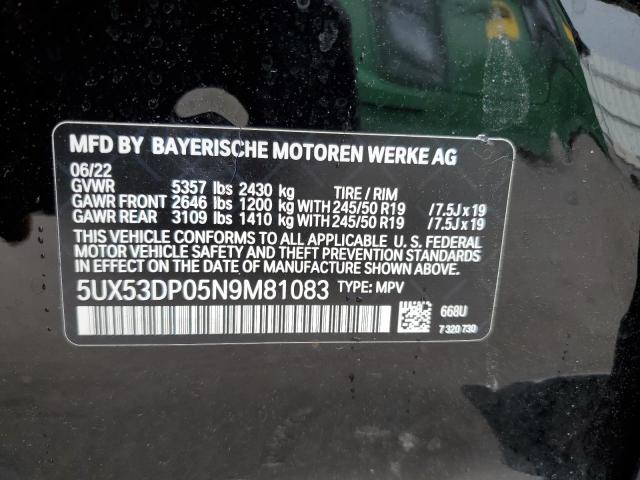 MFD BY BAYERISCHE MOTOREN WERKE AG
06/22
GVWR 5357 lbs 2430 kg TIRE / RIM
GAWR FRONT 2646 lbs 1200 kg WITH 245/50 R19 /7.5J x 19
GAWR REAR 3109 lbs 1410 kg WITH 245/50 R19 /7.5J x 19
THIS VEHICLE CONFORMS TO ALL APPLICABLE U. S. FEDERAL
MOTOR VEHICLE SAFETY AND THEFT PREVENTION STANDARDS
IN EFFECT ON THE DATE OF MANUFACTURE SHOWN ABOVE.
5UX53DP05N9M81083 TYPE: MPV
668U
7 320 730